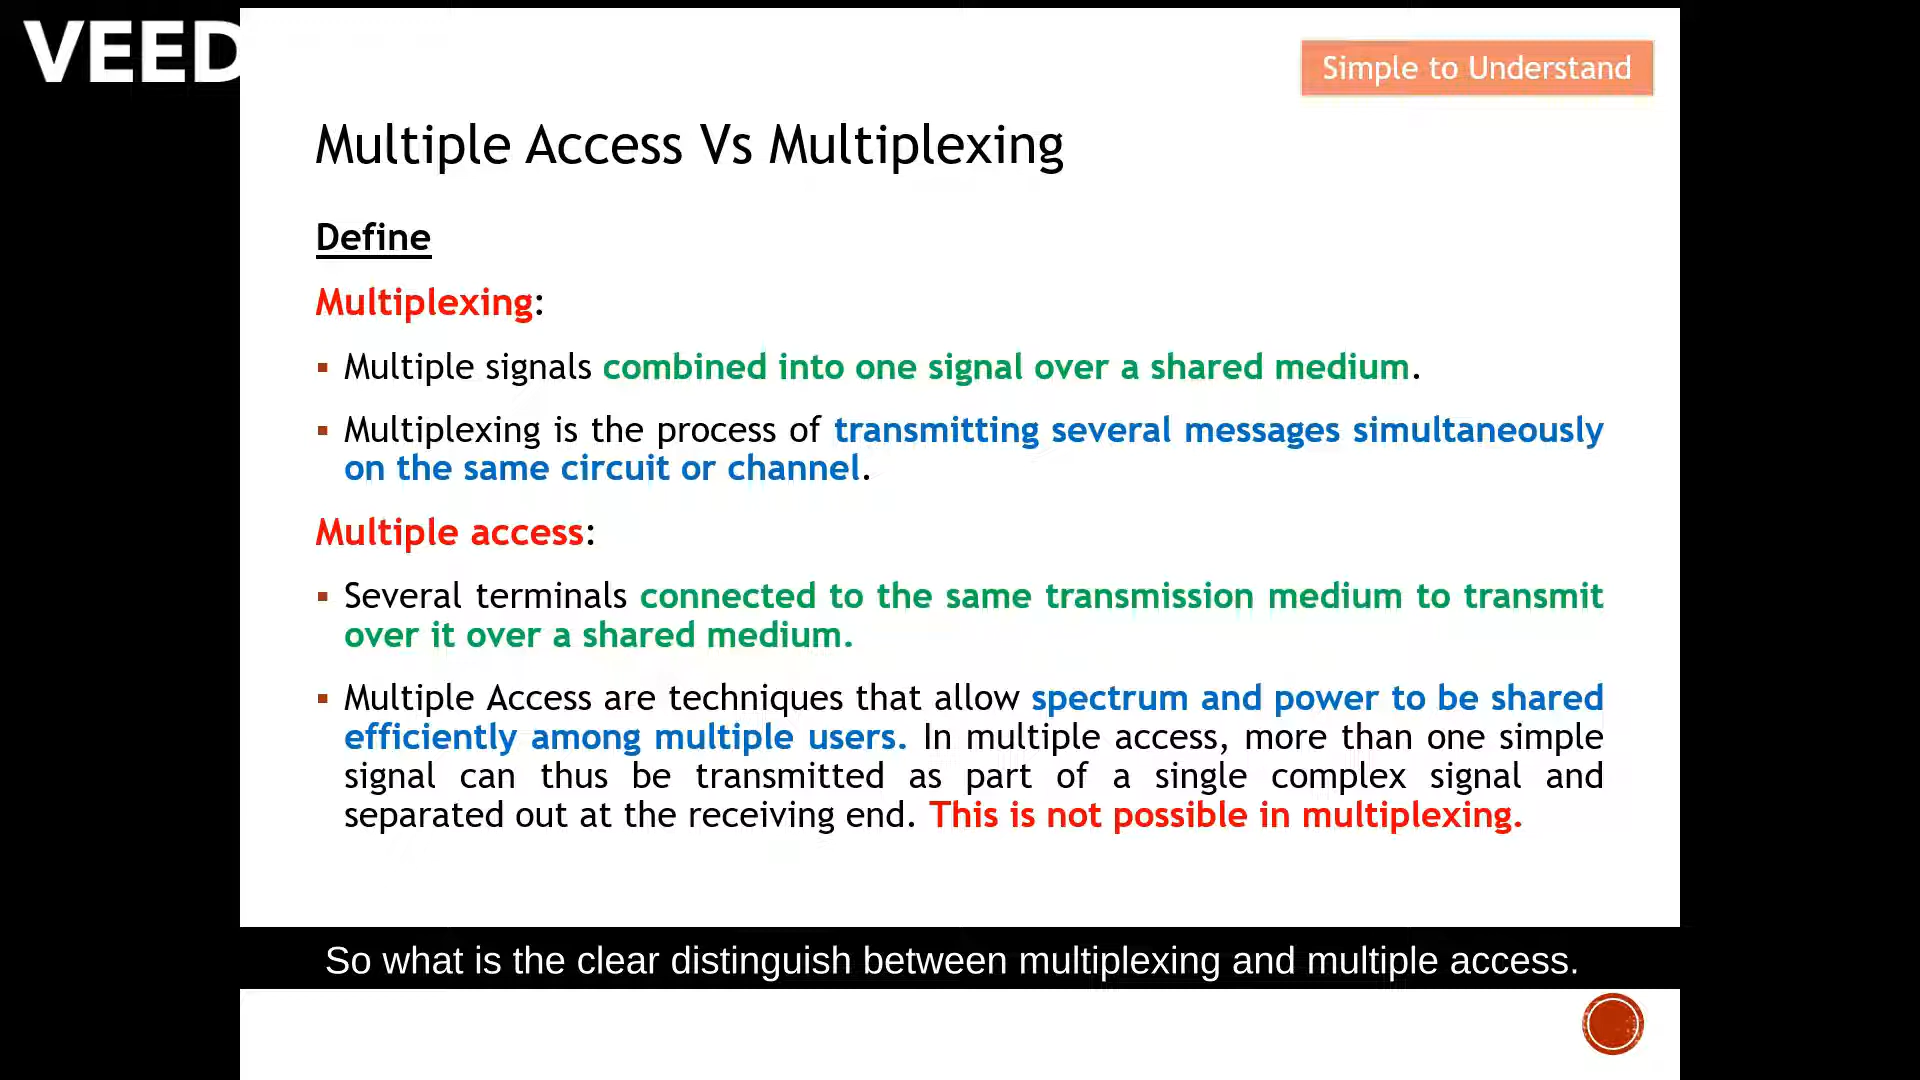 VEED
Simple to Understand
Multiple Access Vs Multiplexing
Define
Multiplexing:
▪ Multiple signals combined into one signal over a shared medium.
▪ Multiplexing is the process of transmitting several messages simultaneously
on the same circuit or channel.
Multiple access:
▪ Several terminals connected to the same transmission medium to transmit
over it over a shared medium.
▪ Multiple Access are techniques that allow spectrum and power to be shared
efficiently among multiple users. In multiple access, more than one simple
signal can thus be transmitted as part of a single complex signal and
separated out at the receiving end. This is not possible in multiplexing.
So what is the clear distinguish between multiplexing and multiple access.